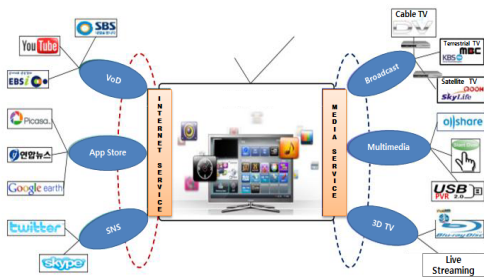 Cable TV
SBS
YouTube
Terrestrial TV
MBC
KBS
VoD
Broadcast
EBS
Satellite TV
SkyLife
INTERNET SERVICE
MEDIA SERVICE
Picasa
allshare
App Store
Multimedia
연합뉴스
Google earth
USB
PVR 2.0
twitter
SNS
3D TV
Blu-ray Disc
skype
Live
Streaming